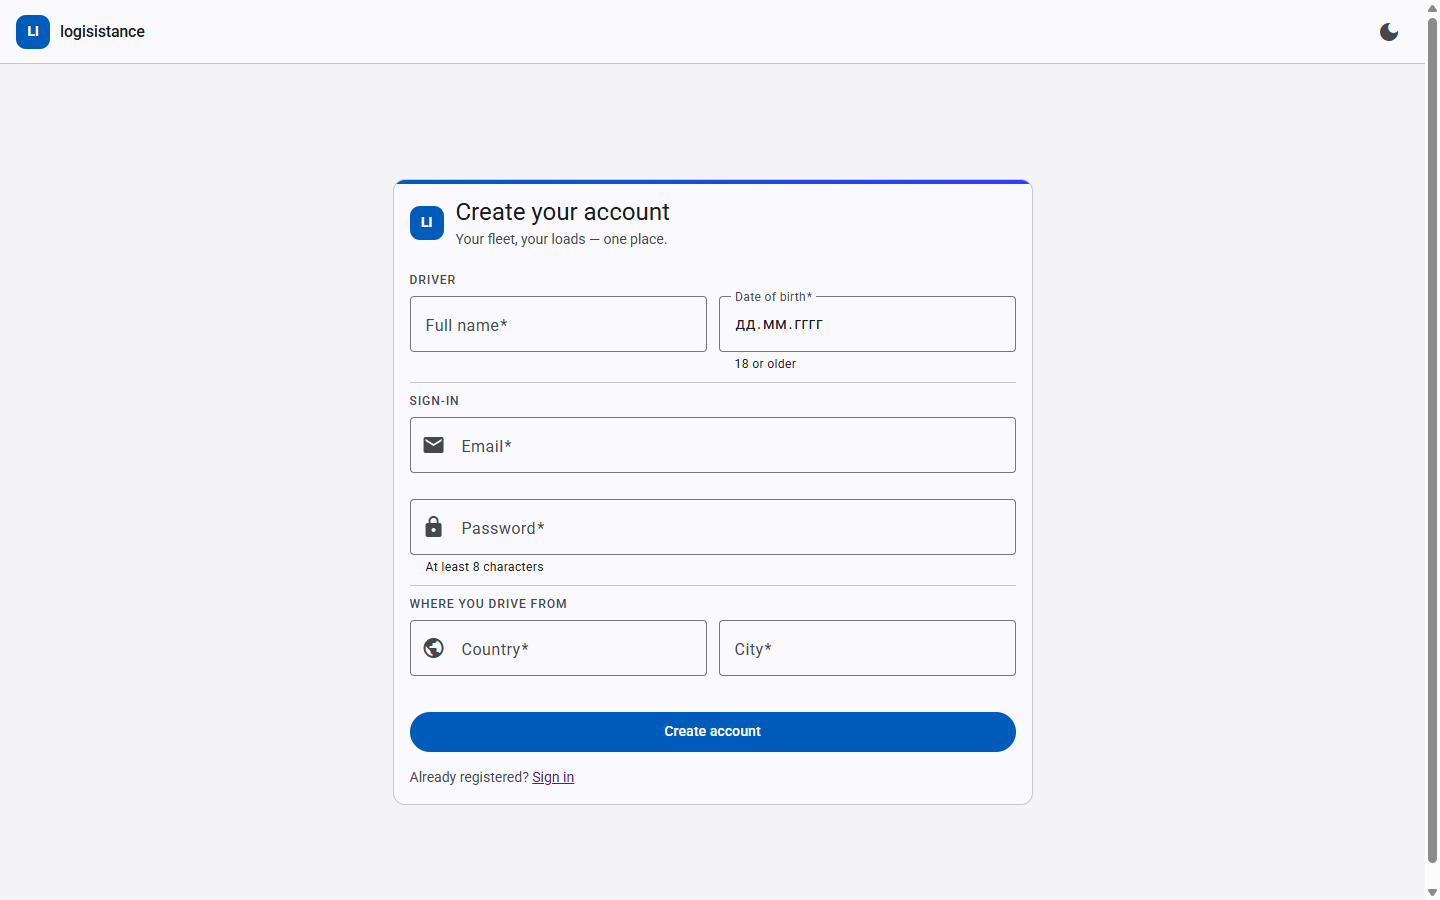 LI logisistance
LI
Create your account
Your fleet, your loads — one place.
DRIVER
Full name*
Date of birth*
ДД.ММ.ГГГГ
18 or older
SIGN-IN
Email*
Password*
At least 8 characters
WHERE YOU DRIVE FROM
Country*
City*
Create account
Already registered? Sign in